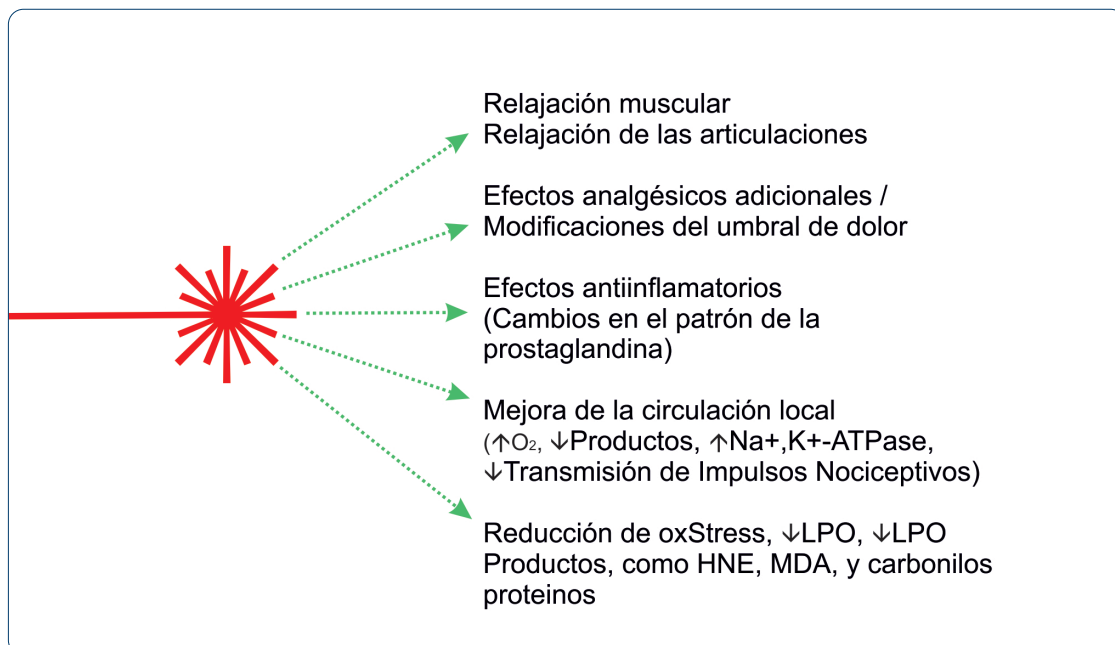 Relajación muscular
Relajación de las articulaciones
Efectos analgésicos adicionales /
Modificaciones del umbral de dolor
Efectos antiinflamatorios
(Cambios en el patrón de la
prostaglandina)
Mejora de la circulación local
(↑O₂, ↓Productos, ↑Na+,K+-ATPase,
↓Transmisión de Impulsos Nociceptivos)
Reducción de oxStress, ↓LPO, ↓LPO
Productos, como HNE, MDA, y carbonilos
proteinos